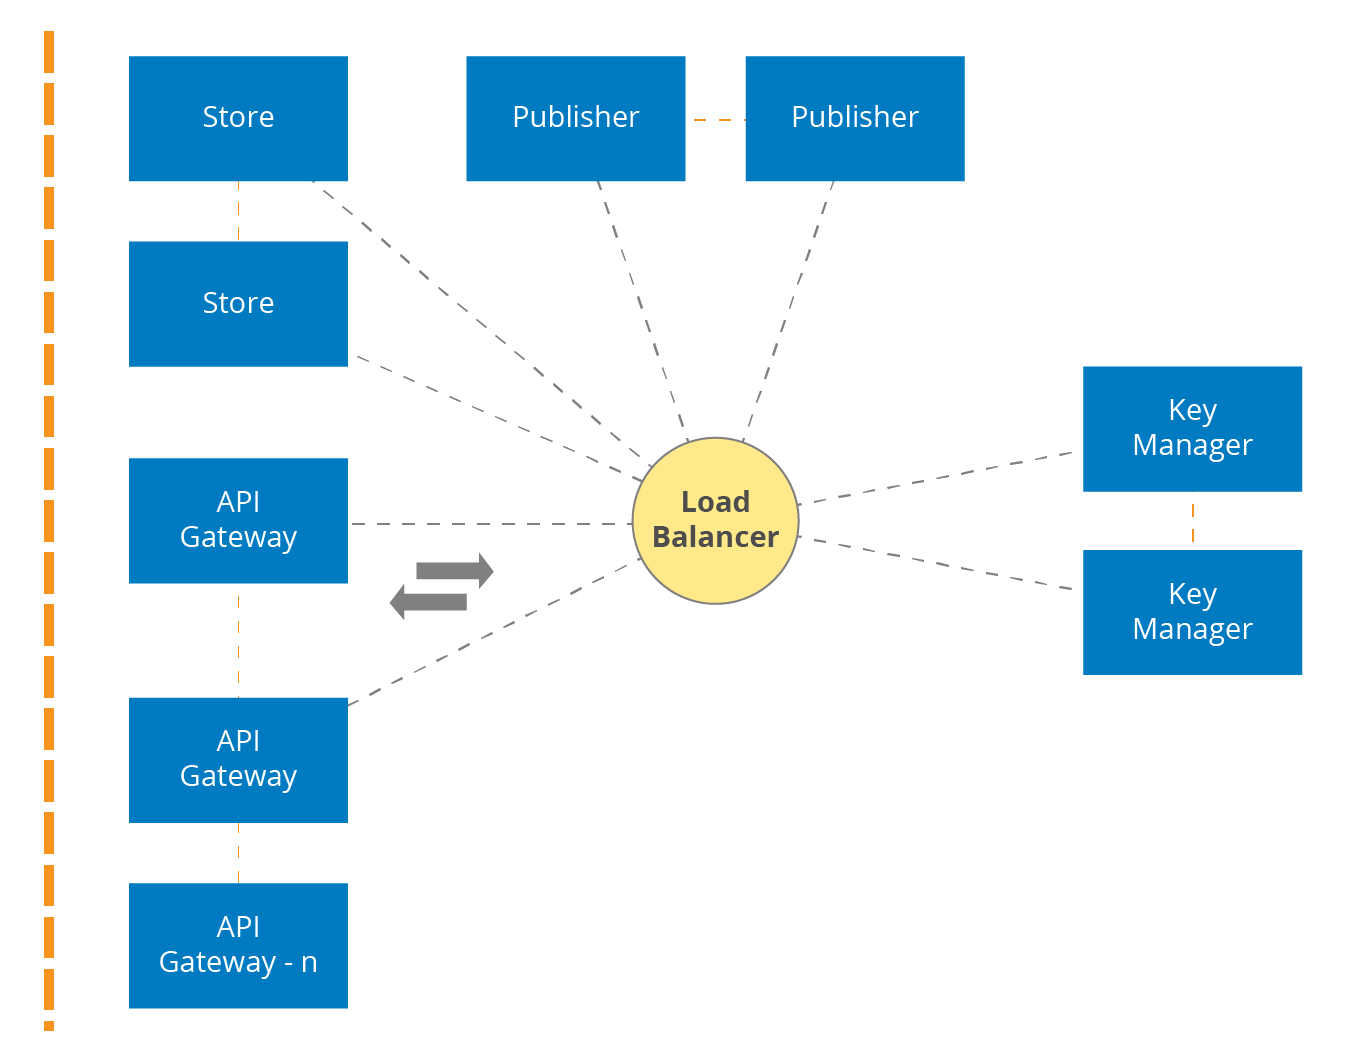 Store
Publisher
Publisher
Store
Key
Manager
API
Gateway
Load
Balancer
Key
Manager
API
Gateway
API
Gateway - n